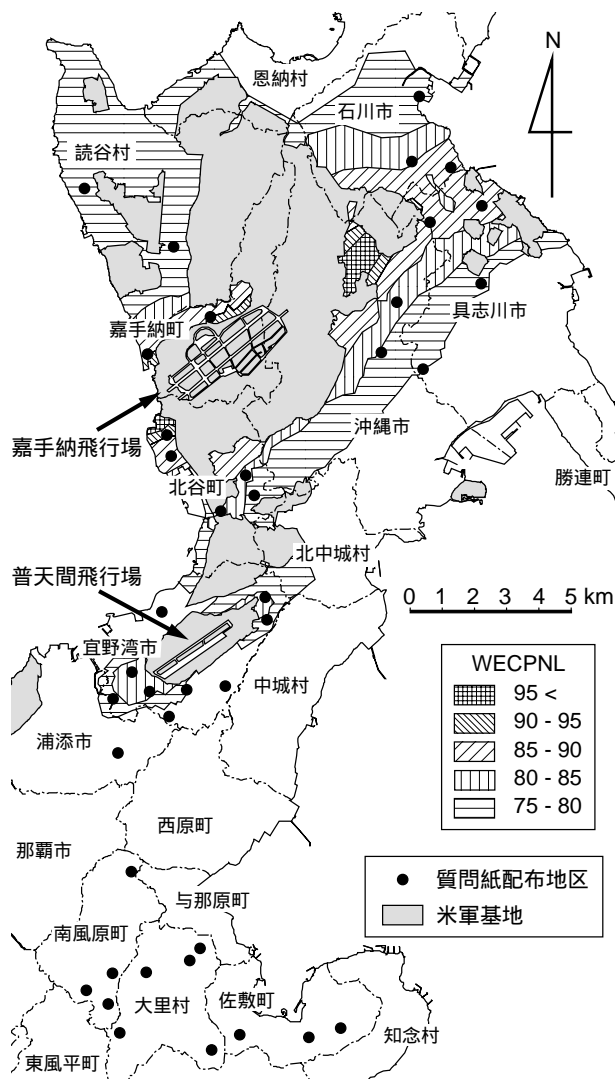 恩納村
N
石川市
読谷村
具志川市
嘉手納町
沖縄市
嘉手納飛行場
勝連町
北谷町
北中城村
普天間飛行場
0 1 2 3 4 5 km
宜野湾市
WECPNL
95 <
90 - 95
85 - 90
80 - 85
75 - 80
中城村
浦添市
西原町
那覇市
質問紙配布地区
米軍基地
与那原町
南風原町
大里村
佐敷町
知念村
東風平町